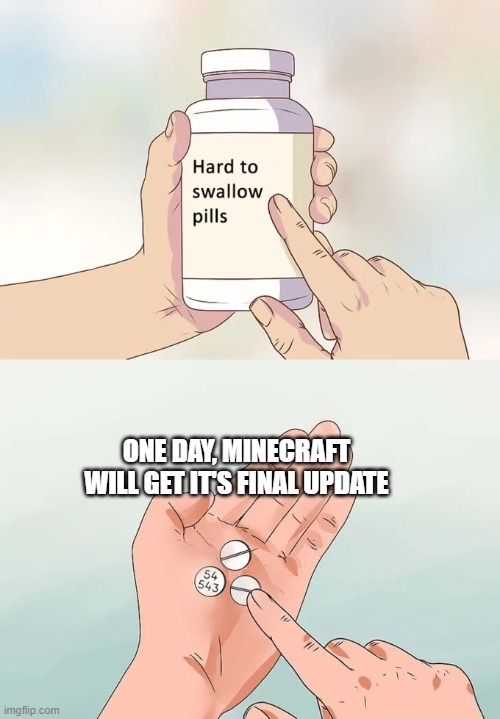 Hard to
swallow
pills
ONE DAY, MINECRAFT
WILL GET IT'S FINAL UPDATE
54
543
imgflip.com